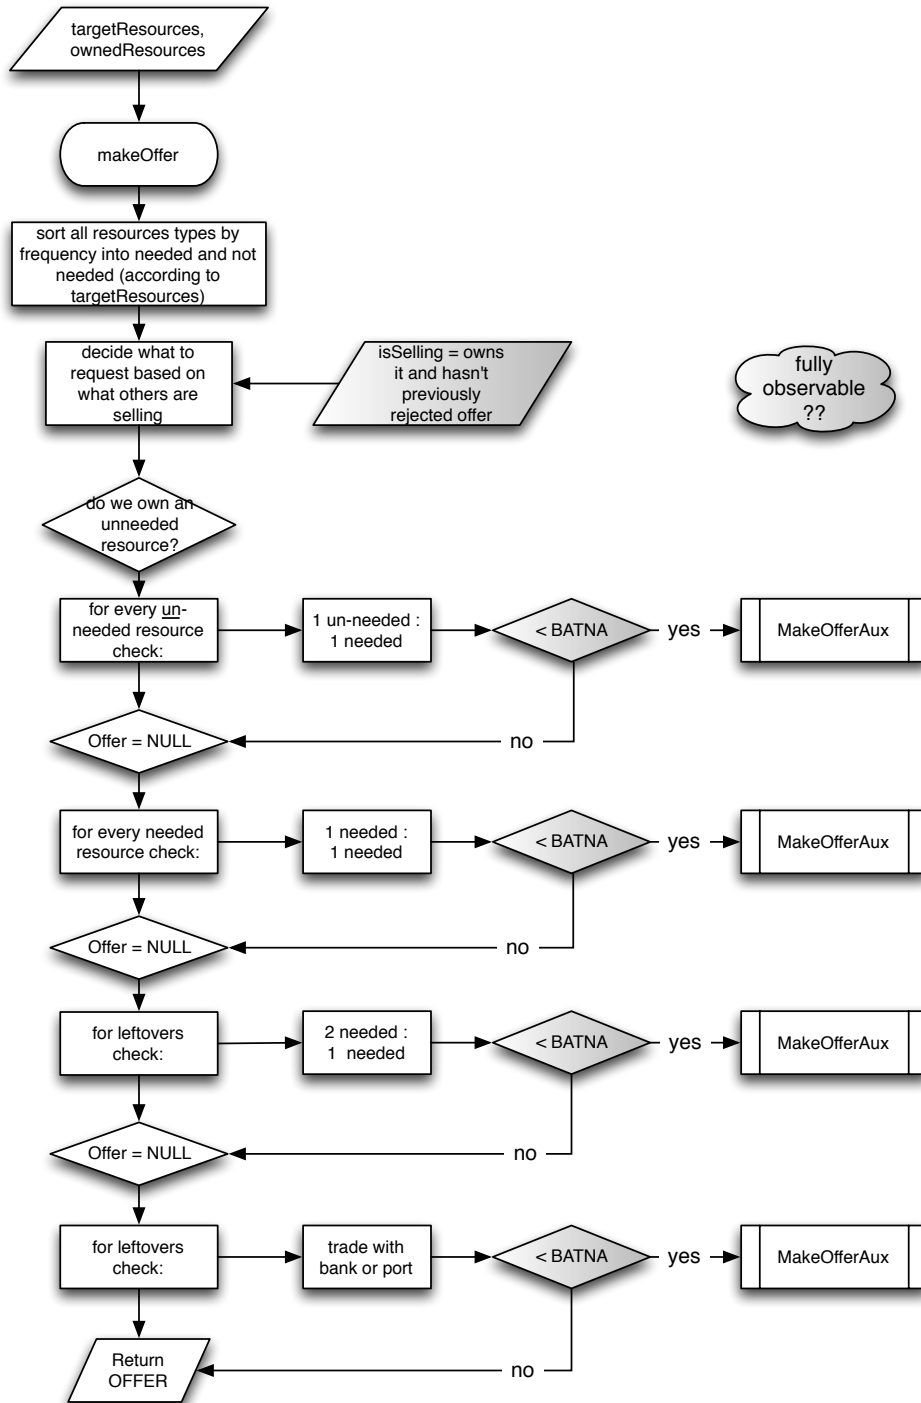 targetResources,
ownedResources
makeOffer
sort all resources types by
frequency into needed and not
needed (according to
targetResources)
decide what to
request based on
what others are
selling
isSelling = owns
it and hasn't
previously
rejected offer
fully
observable
??
do we own an
unneeded
resource?
for every un-
needed resource
check:
1 un-needed :
1 needed
< BATNA
yes
MakeOfferAux
Offer = NULL
no
for every needed
resource check:
1 needed :
1 needed
< BATNA
yes
MakeOfferAux
Offer = NULL
no
for leftovers
check:
2 needed :
1 needed
< BATNA
yes
MakeOfferAux
Offer = NULL
no
for leftovers
check:
trade with
bank or port
< BATNA
yes
MakeOfferAux
no
Return
OFFER